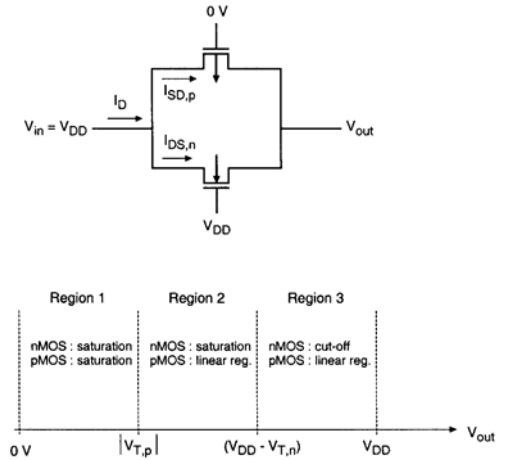 0 V
I_SD,p
I_D
V_in = V_DD
V_out
I_DS,n
V_DD
Region 1 Region 2 Region 3
nMOS : saturation nMOS : saturation nMOS : cut-off
pMOS : saturation pMOS : linear reg. pMOS : linear reg.
V_out
0 V |V_T,p| (V_DD - V_T,n) V_DD